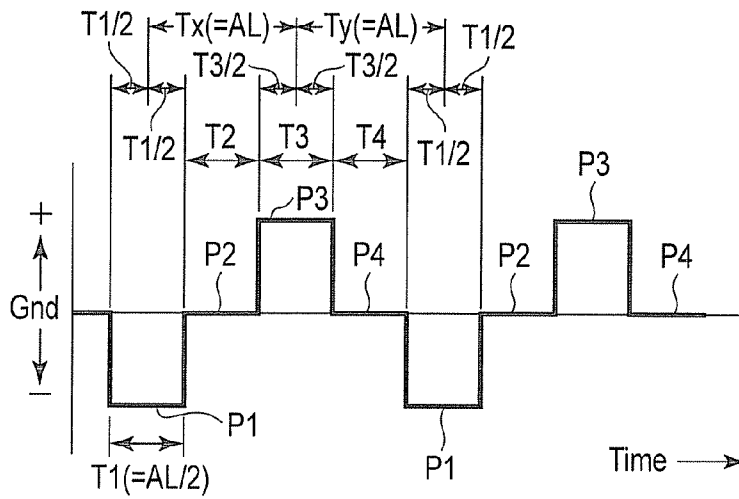 T1/2 Tx(=AL) Ty(=AL) T1/2
T3/2 T3/2
T1/2 T2 T3 T4 T1/2
P3 P3
+ P2 P4 P2 P4
Gnd
−
P1 P1
T1(=AL/2) Time